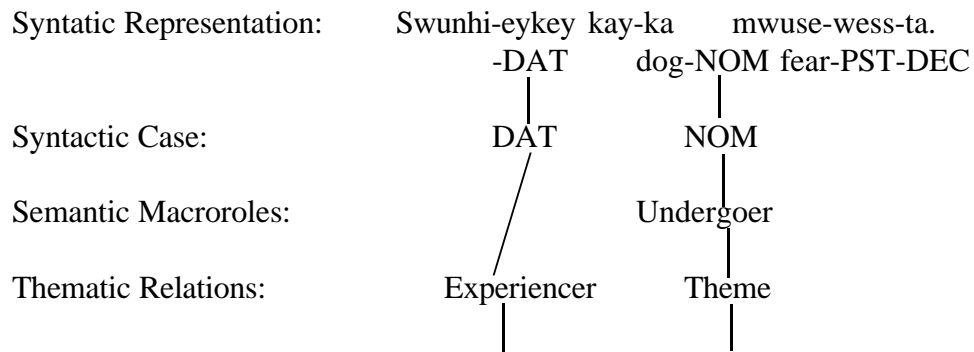 Syntatic Representation: Swunhi-eykey kay-ka mwuse-wess-ta.
-DAT dog-NOM fear-PST-DEC
Syntactic Case: DAT NOM
Semantic Macroroles: Undergoer
Thematic Relations: Experiencer Theme